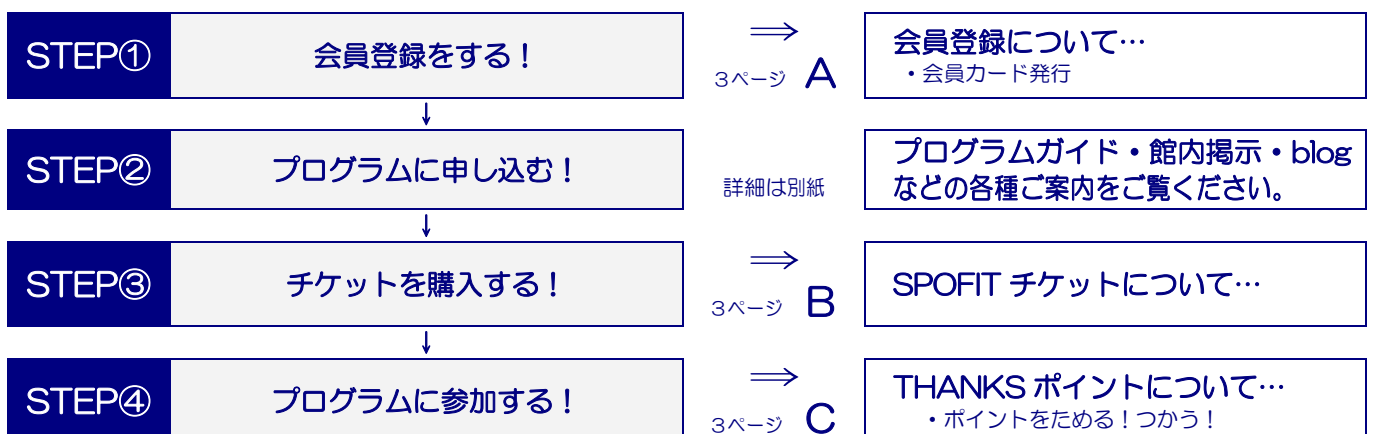 STEP① 会員登録をする！ ⇒ 3ページ A 会員登録について…
・会員カード発行
↓
STEP② プログラムに申し込む！ 詳細は別紙 プログラムガイド・館内掲示・blog
などの各種ご案内をご覧ください。
↓
STEP③ チケットを購入する！ ⇒ 3ページ B SPOFIT チケットについて…
↓
STEP④ プログラムに参加する！ ⇒ 3ページ C THANKS ポイントについて…
・ポイントをためる！つかう！